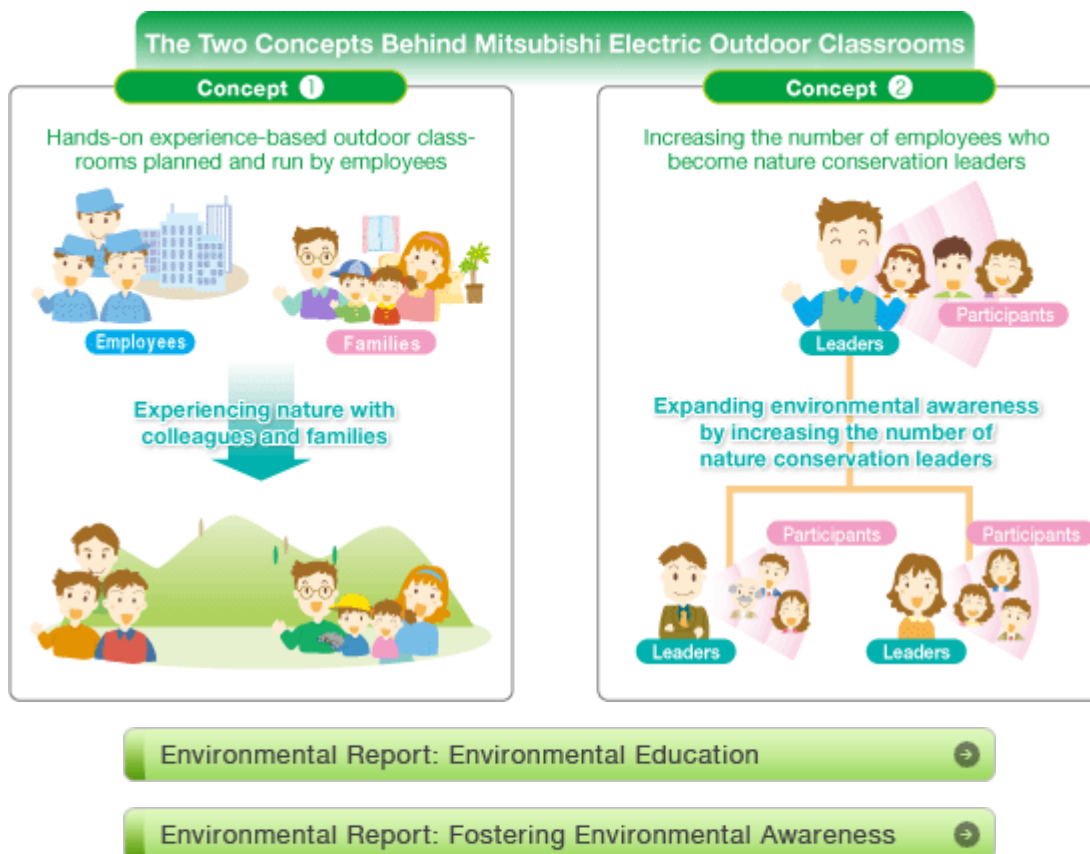 The Two Concepts Behind Mitsubishi Electric Outdoor Classrooms
Concept 1
Hands-on experience-based outdoor class-
rooms planned and run by employees
Employees
Families
Experiencing nature with
colleagues and families
Concept 2
Increasing the number of employees who
become nature conservation leaders
Participants
Leaders
Expanding environmental awareness
by increasing the number of
nature conservation leaders
Participants
Participants
Leaders
Leaders
Environmental Report: Environmental Education
Environmental Report: Fostering Environmental Awareness